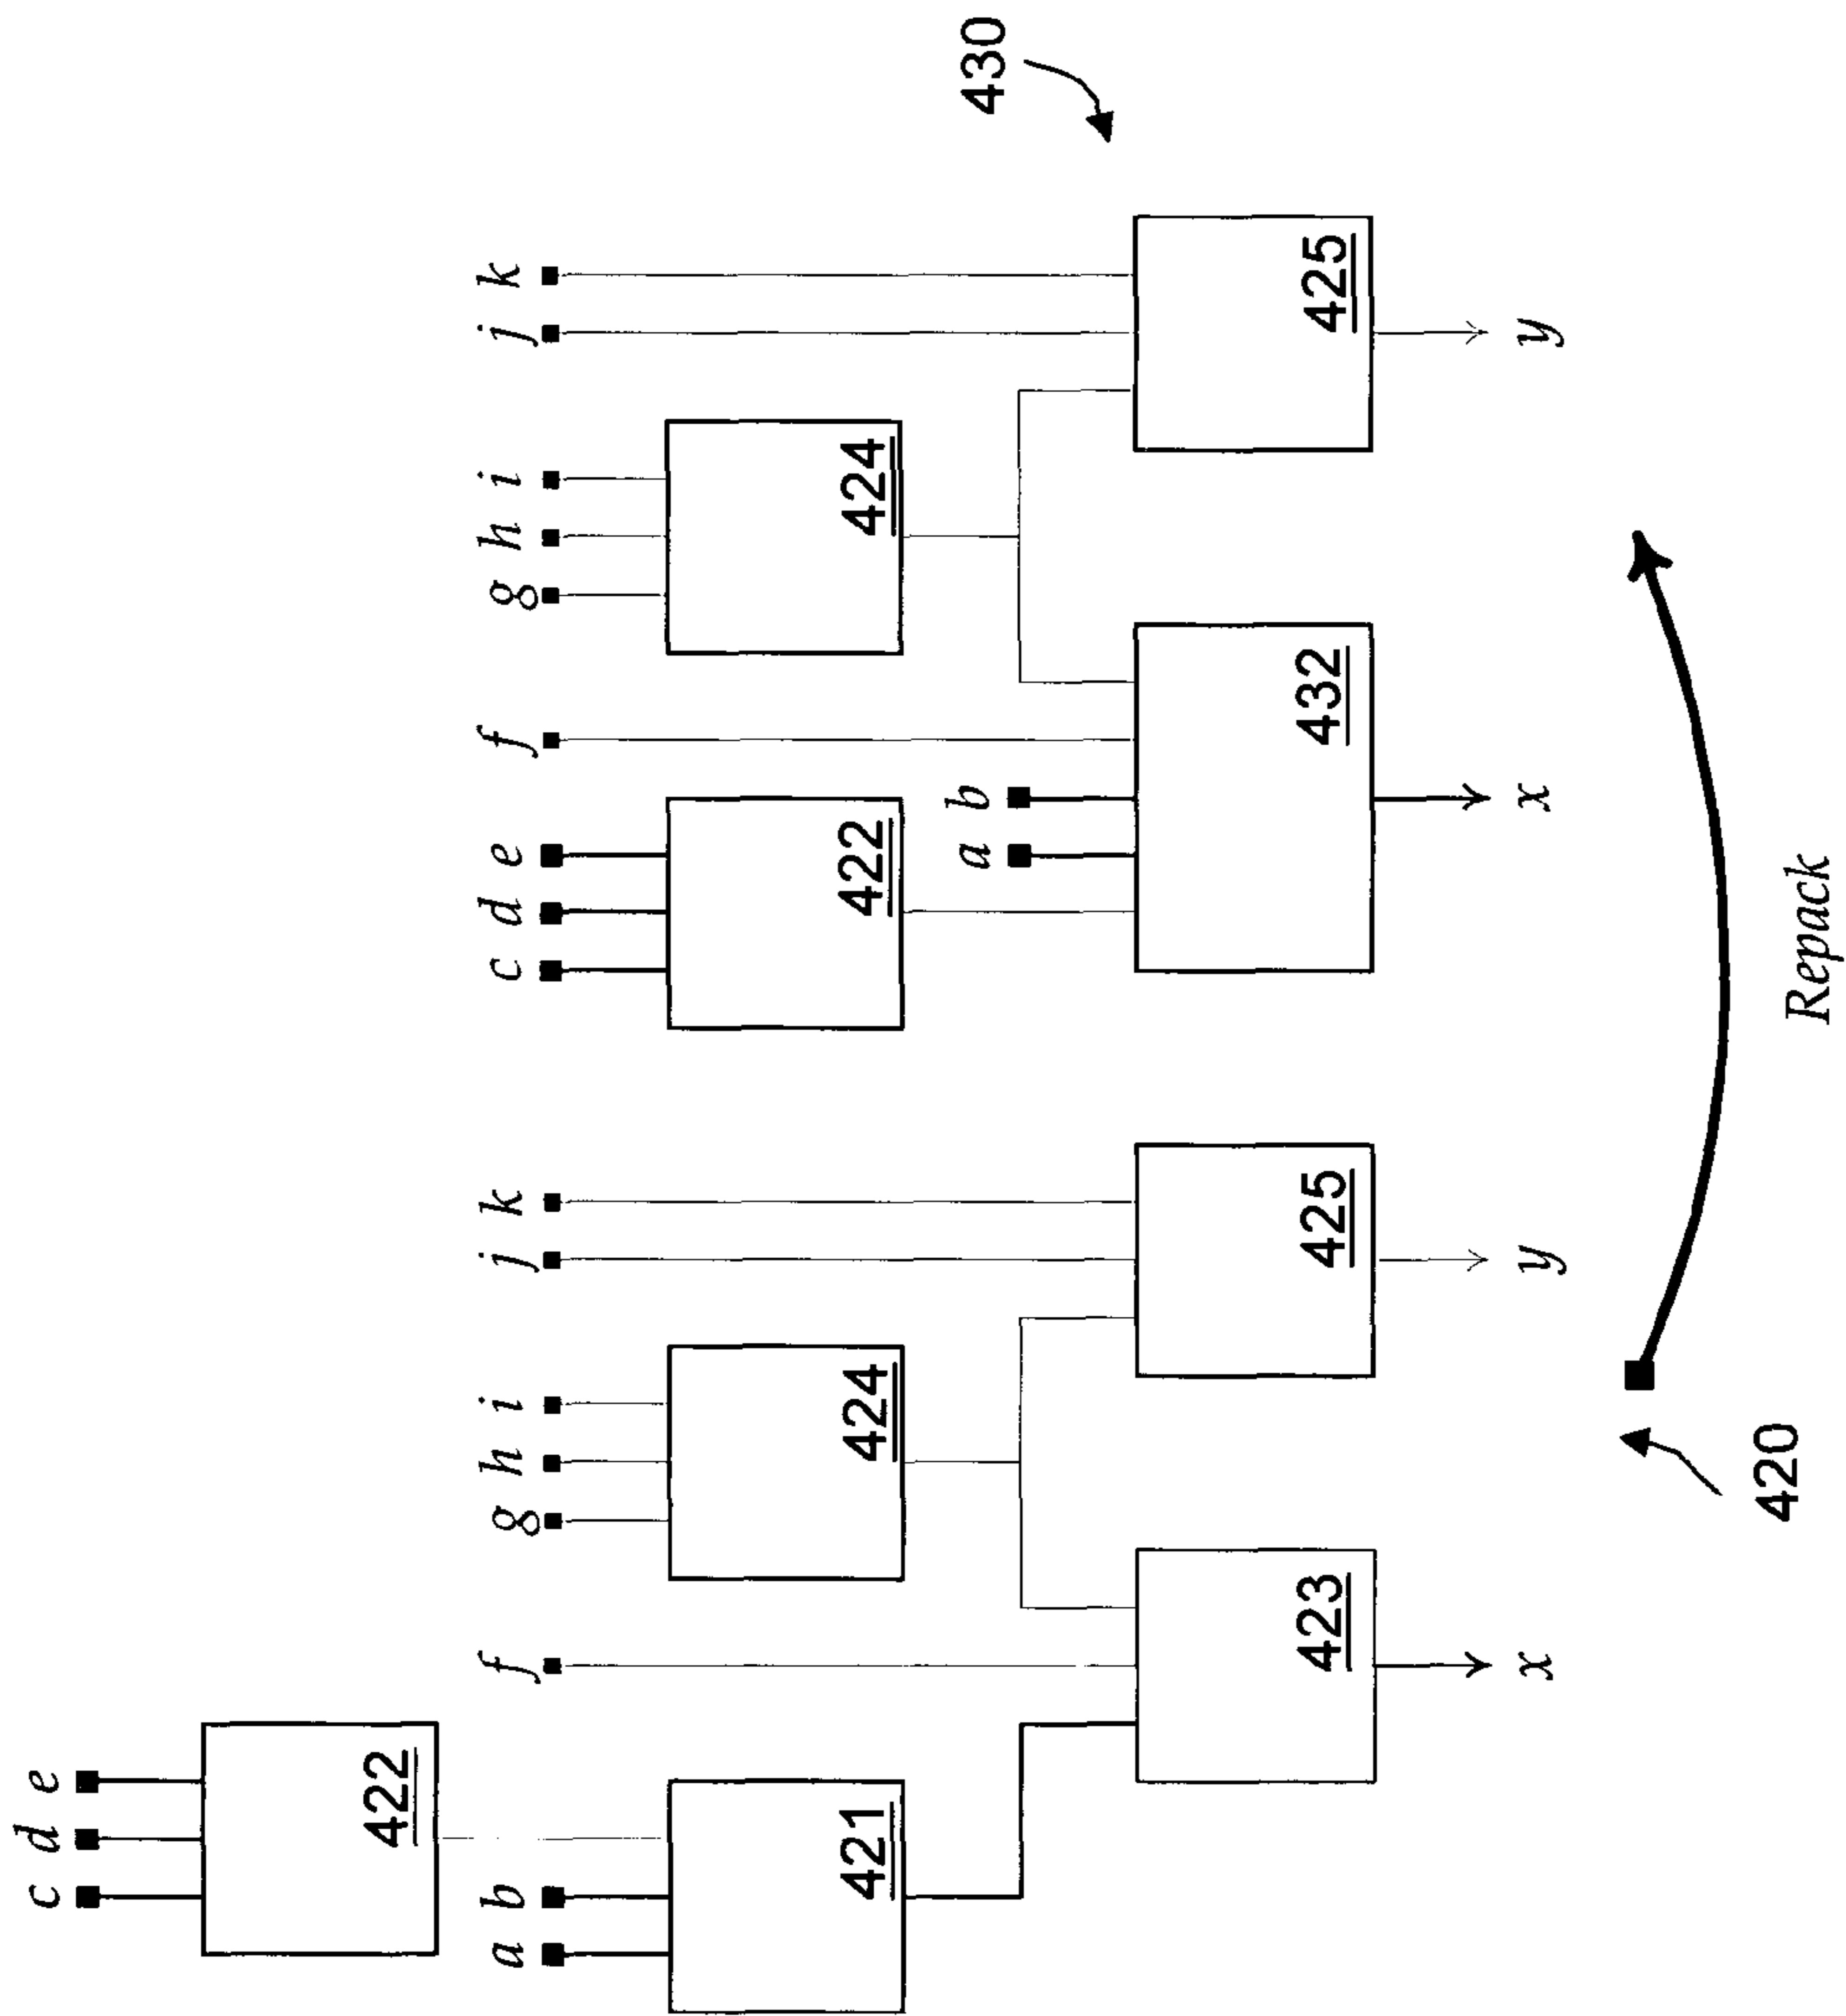 c d e
422
a b f g h i j k c d e f g h i j k
421 424 422 424
a b 430
423 425 432 425
x y x y
420
Repack